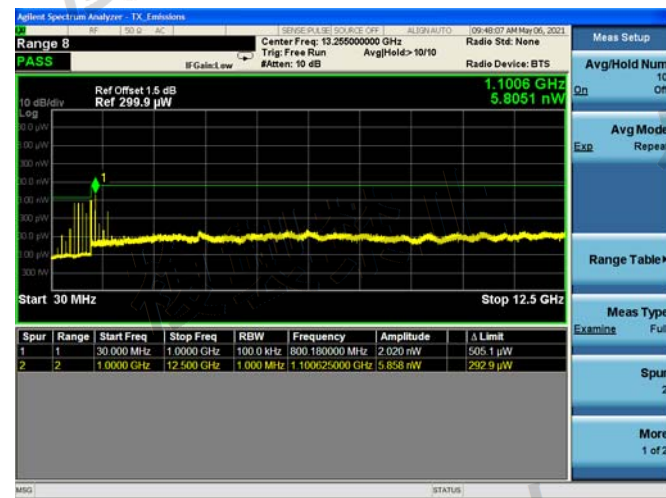 Agilent Spectrum Analyzer - TX_Emissions
RF 50 Ω AC SENSE:PULSE SOURCE OFF ALIGN AUTO 09:48:07 AM May 06, 2021
Range 8 Center Freq: 13.255000000 GHz Radio Std: None
Trig: Free Run Avg|Hold:> 10/10
PASS IFGain:Low #Atten: 10 dB Radio Device: BTS
1.1006 GHz
5.8051 nW
Ref Offset 1.5 dB
10 dB/div Ref 299.9 µW
Log
1
Start 30 MHz Stop 12.5 GHz
Spur Range Start Freq Stop Freq RBW Frequency Amplitude Δ Limit
1 1 30.000 MHz 1.0000 GHz 100.0 kHz 800.180000 MHz 2.020 nW 505.1 µW
2 2 1.0000 GHz 12.500 GHz 1.000 MHz 1.100625000 GHz 5.858 nW 292.9 µW
MSG STATUS
Meas Setup
Avg/Hold Num
10
On Off
Avg Mode
Exp Repeat
Range Table
Meas Type
Examine Full
Spur
2
More
1 of 2